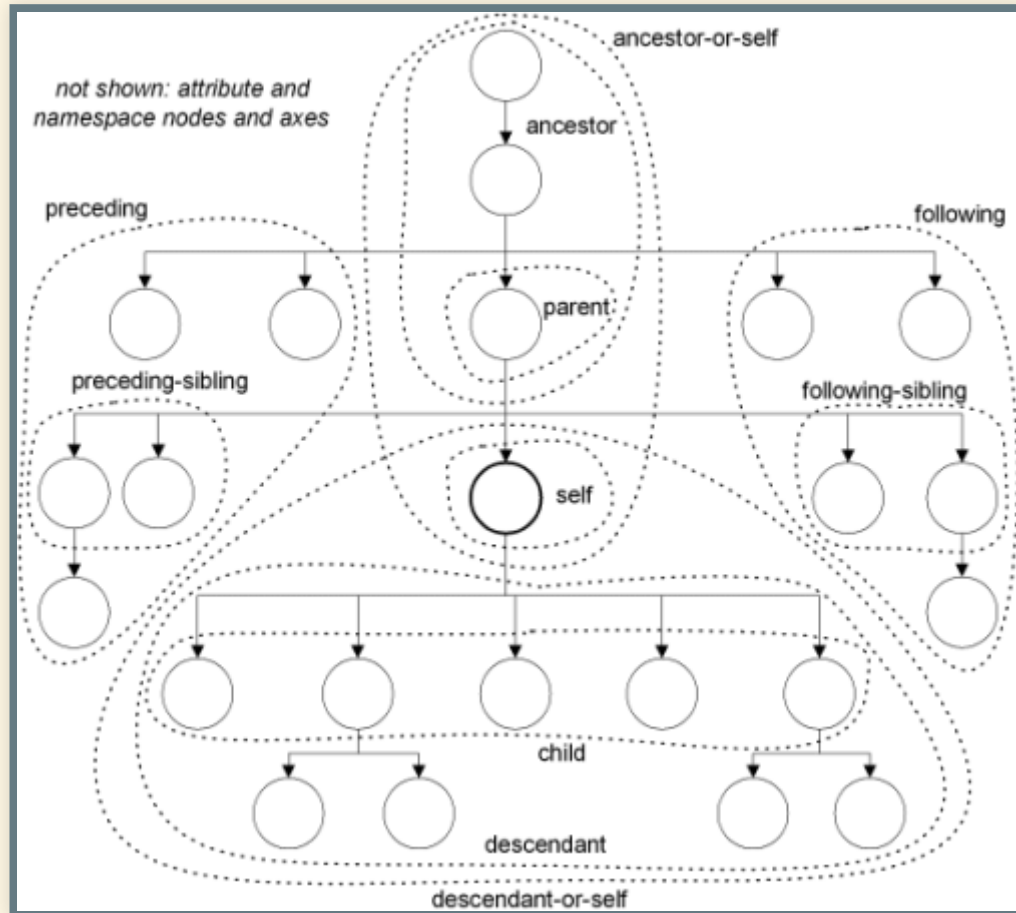 ancestor-or-self
not shown: attribute and
namespace nodes and axes
ancestor
preceding
following
parent
preceding-sibling
following-sibling
self
child
descendant
descendant-or-self